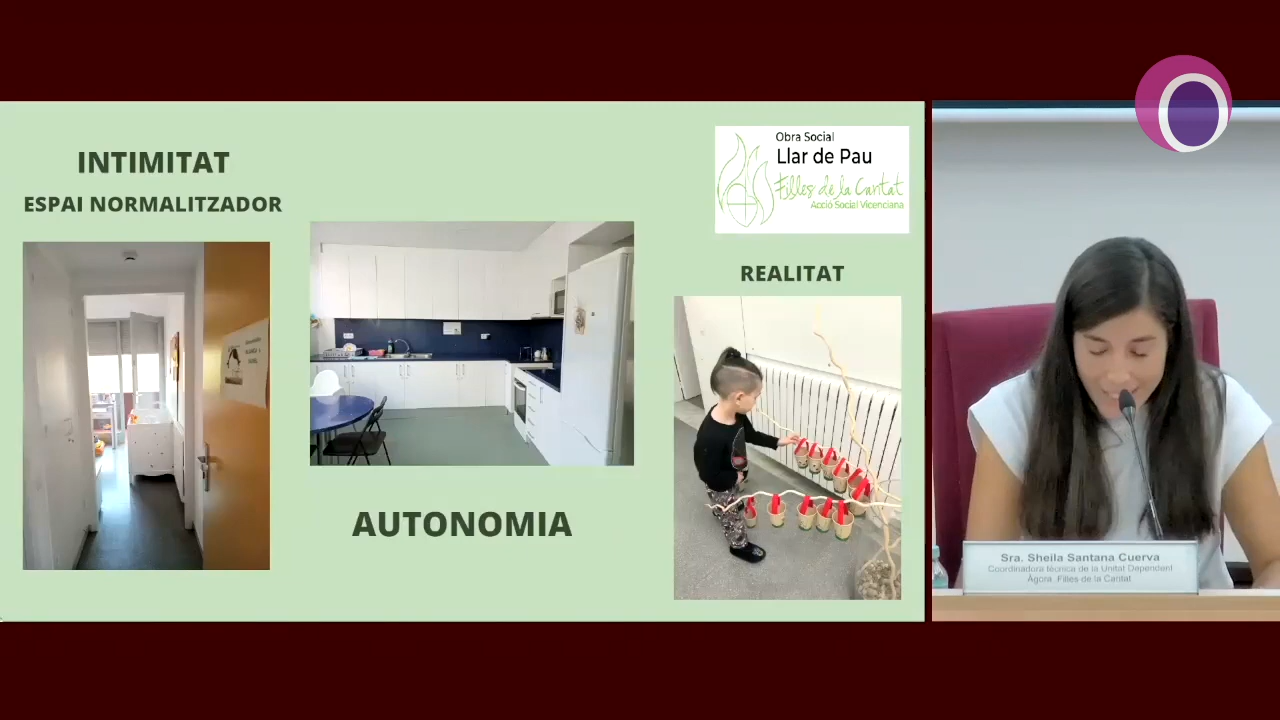 INTIMITAT
ESPAI NORMALITZADOR
AUTONOMIA
Obra Social
Llar de Pau
Filles de la Caritat
Acció Social Vicenciana
REALITAT
Sra. Sheila Santana Cuerva
Coordinadora tècnica de la Unitat Dependent
Àgora. Filles de la Caritat